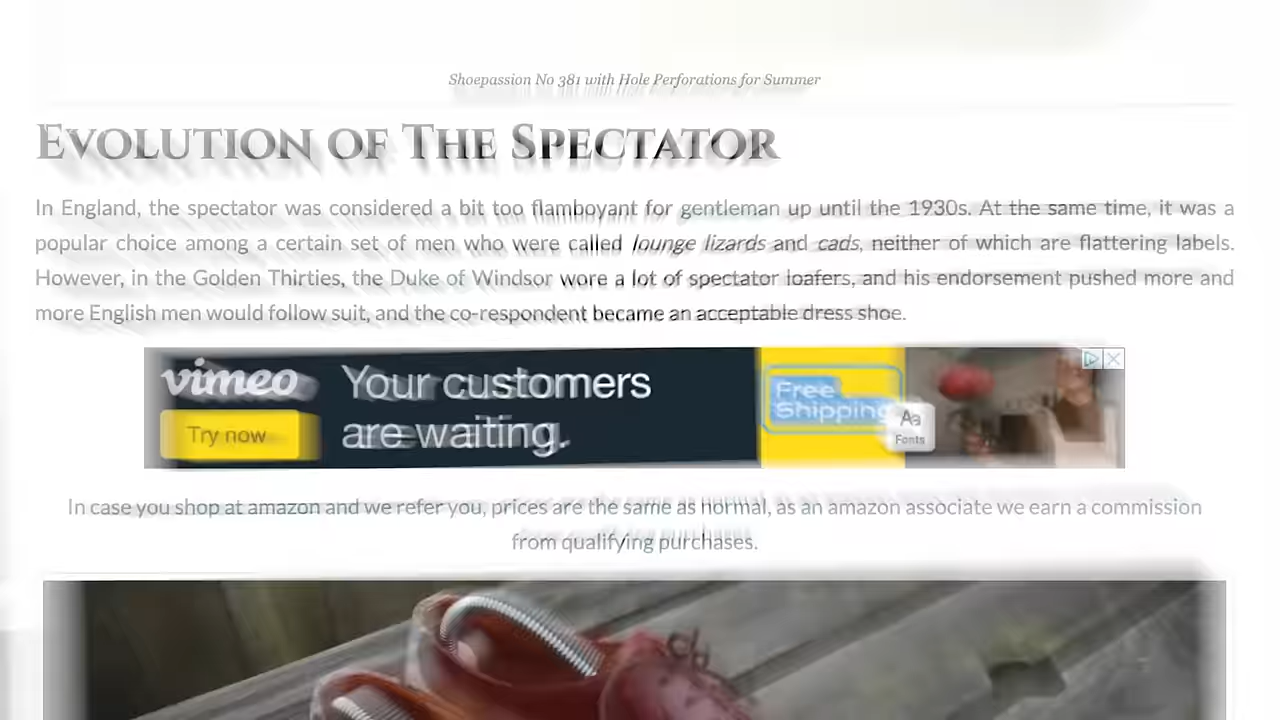 Shoepassion No 381 with Hole Perforations for Summer
Evolution of The Spectator
In England, the spectator was considered a bit too flamboyant for gentleman up until the 1930s. At the same time, it was a
popular choice among a certain set of men who were called lounge lizards and cads, neither of which are flattering labels.
However, in the Golden Thirties, the Duke of Windsor wore a lot of spectator loafers, and his endorsement pushed more and
more English men would follow suit, and the co-respondent became an acceptable dress shoe.
vimeo
Try now
Your customers
are waiting.
Free
Shipping
Aa
Fonts
In case you shop at amazon and we refer you, prices are the same as normal, as an amazon associate we earn a commission
from qualifying purchases.